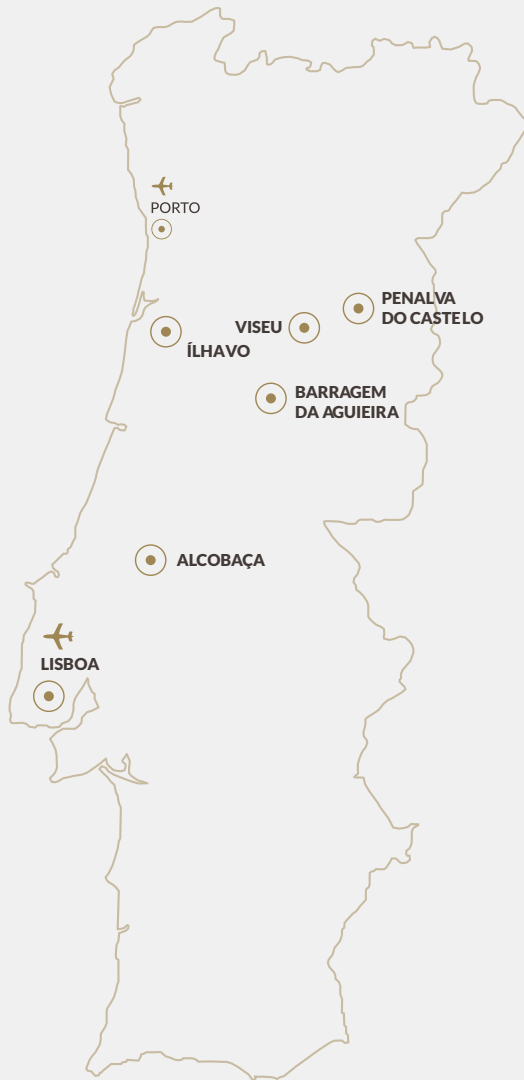 PORTO
PENALVA
DO CASTELO
VISEU
ÍLHAVO
BARRAGEM
DA AGUIEIRA
ALCOBAÇA
LISBOA